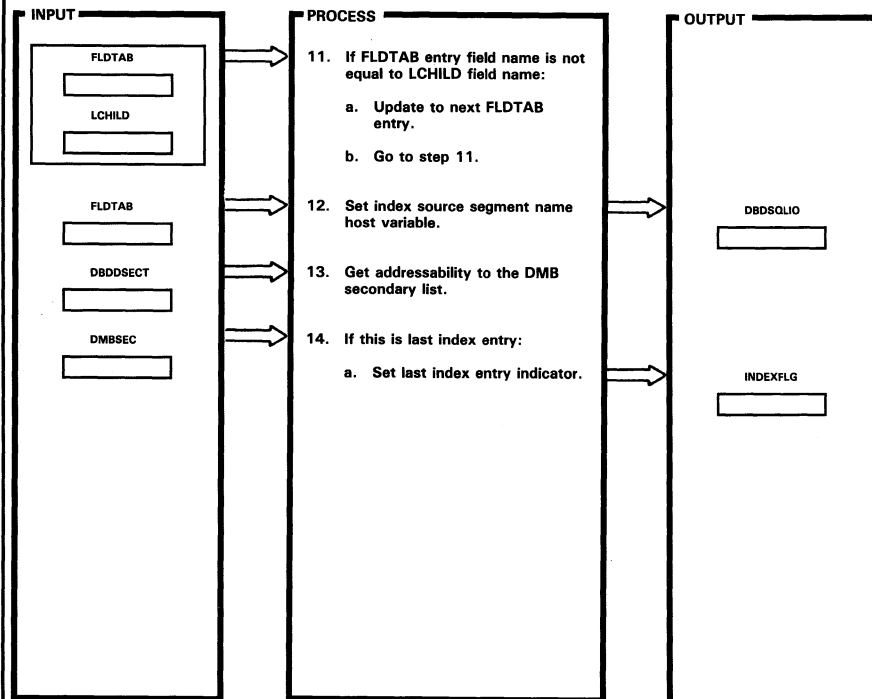 INPUT
FLDTAB
LCHILD
FLDTAB
DBDDSECT
DMBSEC
PROCESS
11. If FLDTAB entry field name is not
equal to LCHILD field name:
a. Update to next FLDTAB
entry.
b. Go to step 11.
12. Set index source segment name
host variable.
13. Get addressability to the DMB
secondary list.
14. If this is last index entry:
a. Set last index entry indicator.
OUTPUT
DBDSQLIO
INDEXFLG